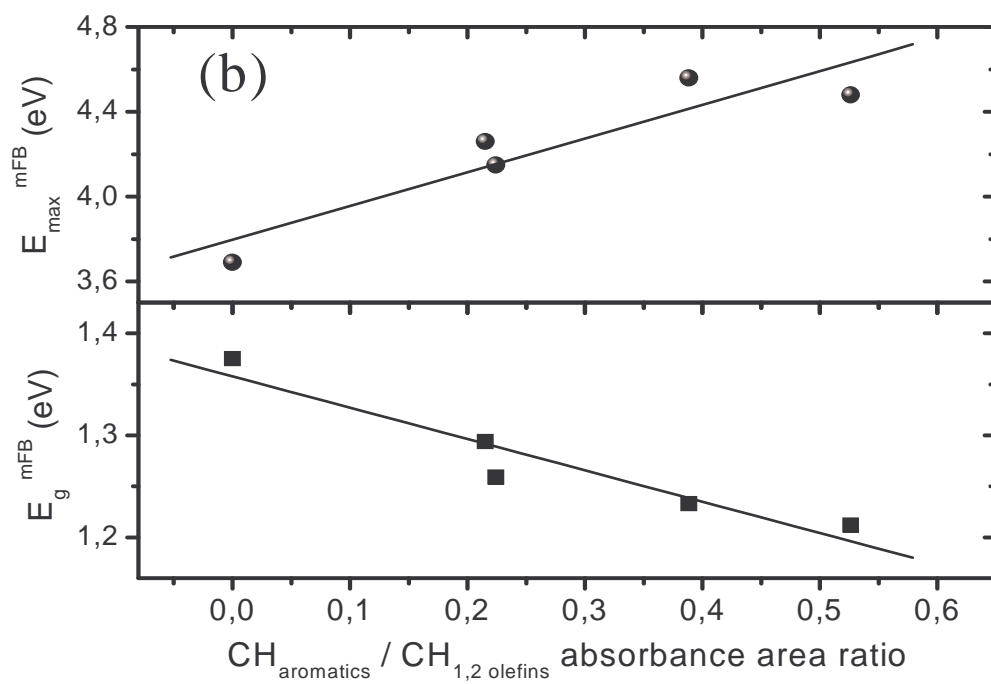 (b)
E_max^mFB (eV)
4,8
4,4
4,0
3,6
E_g^mFB (eV)
1,4
1,3
1,2
0,0 0,1 0,2 0,3 0,4 0,5 0,6
CH_aromatics / CH_1,2 olefins absorbance area ratio